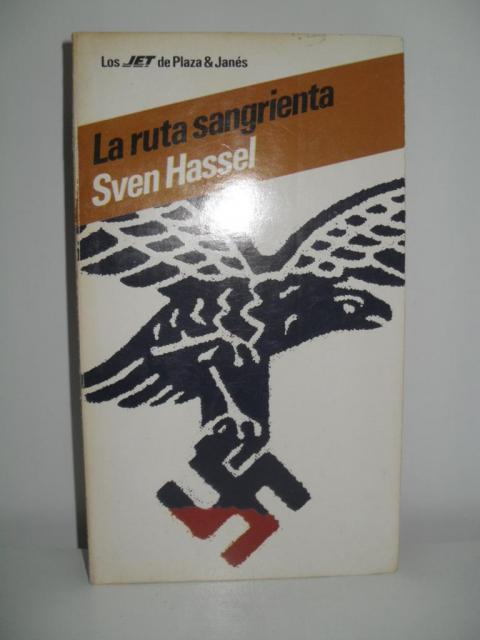 Los JET de Plaza & Janés
La ruta sangrienta
Sven Hassel